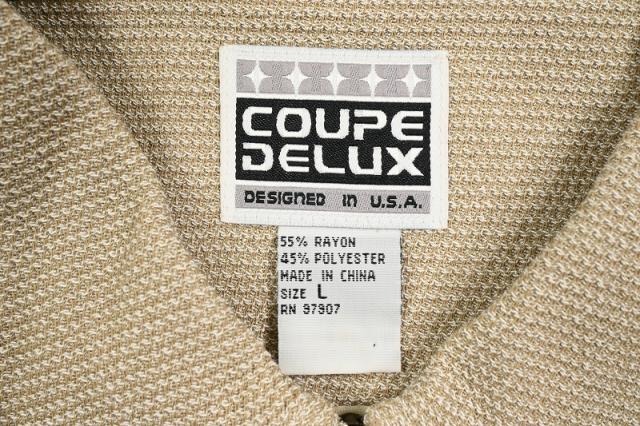 COUPE
DELUX
DESIGNED IN U.S.A.
55% RAYON
45% POLYESTER
MADE IN CHINA
SIZE L
RN 97907